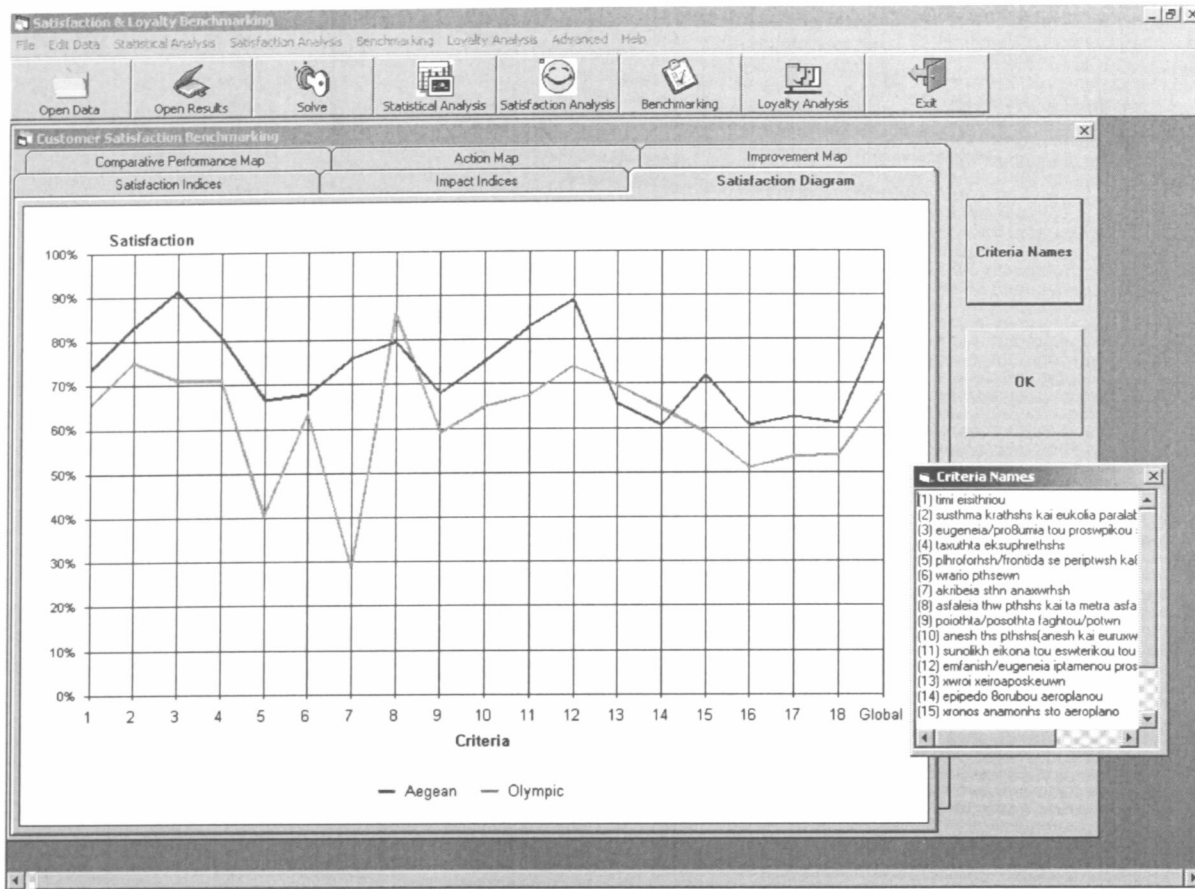 Satisfaction & Loyalty Benchmarking
File Edit Data Statistical Analysis Satisfaction Analysis Benchmarking Loyalty Analysis Advanced Help
Open Data Open Results Solve Statistical Analysis Satisfaction Analysis Benchmarking Loyalty Analysis Exit
Customer Satisfaction Benchmarking
Comparative Performance Map Action Map Improvement Map
Satisfaction Indices Impact Indices Satisfaction Diagram
Satisfaction
100%
90%
80%
70%
60%
50%
40%
30%
20%
10%
0%
1 2 3 4 5 6 7 8 9 10 11 12 13 14 15 16 17 18 Global
Criteria
Aegean Olympic
Criteria Names
OK
Criteria Names
(1) timi eisithriou
(2) susthma krathshs kai eukolia paralab
(3) eugeneia/pro8umia tou proswpikou
(4) taxuthta eksuphrethshs
(5) plhroforhsh/frontida se periptwsh
(6) wrario pthsewn
(7) akribeia sthn anaxwrhsh
(8) asfaleia thw pthshs kai ta metra asfa
(9) poiothta/posothta faghtou/potwn
(10) anesh ths pthshs(anesh kai euruxw
(11) sunolikh eikona tou eswterikou tou
(12) emfanish/eugeneia iptamenou pros
(13) xwroi xeiroaposkeuwn
(14) epipedo 8orubou aeroplanou
(15) xronos anamonhs sto aeroplano